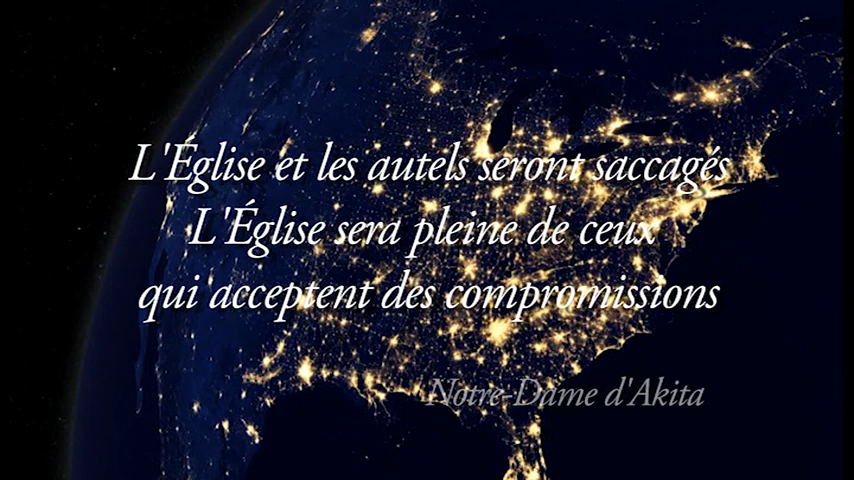 L'Église et les autels seront saccagés
L'Église sera pleine de ceux
qui acceptent des compromissions
Notre-Dame d'Akita